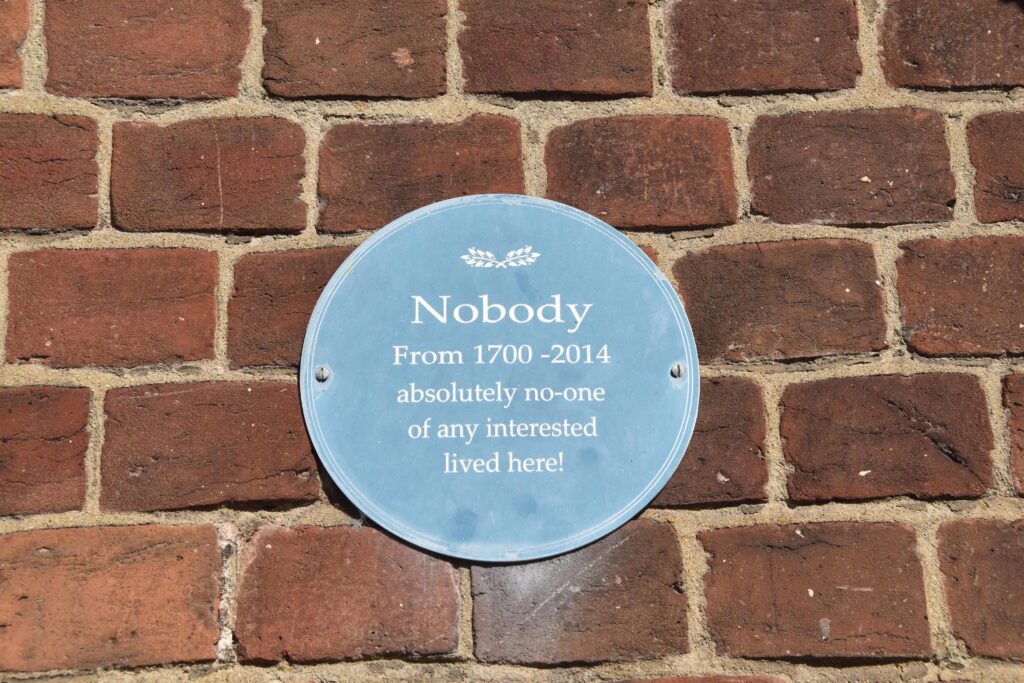 Nobody
From 1700 -2014
absolutely no-one
of any interested
lived here!